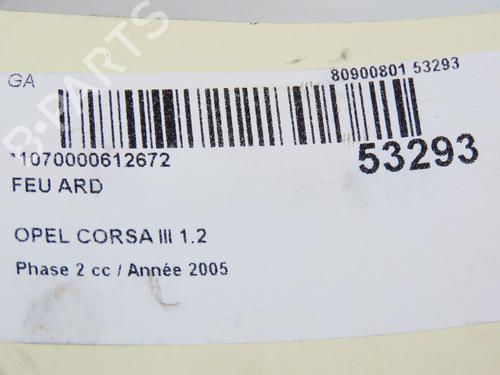 GA
80900801 53293
*1070000612672
53293
FEU ARD
OPEL CORSA III 1.2
Phase 2 cc / Année 2005
B-PARTS